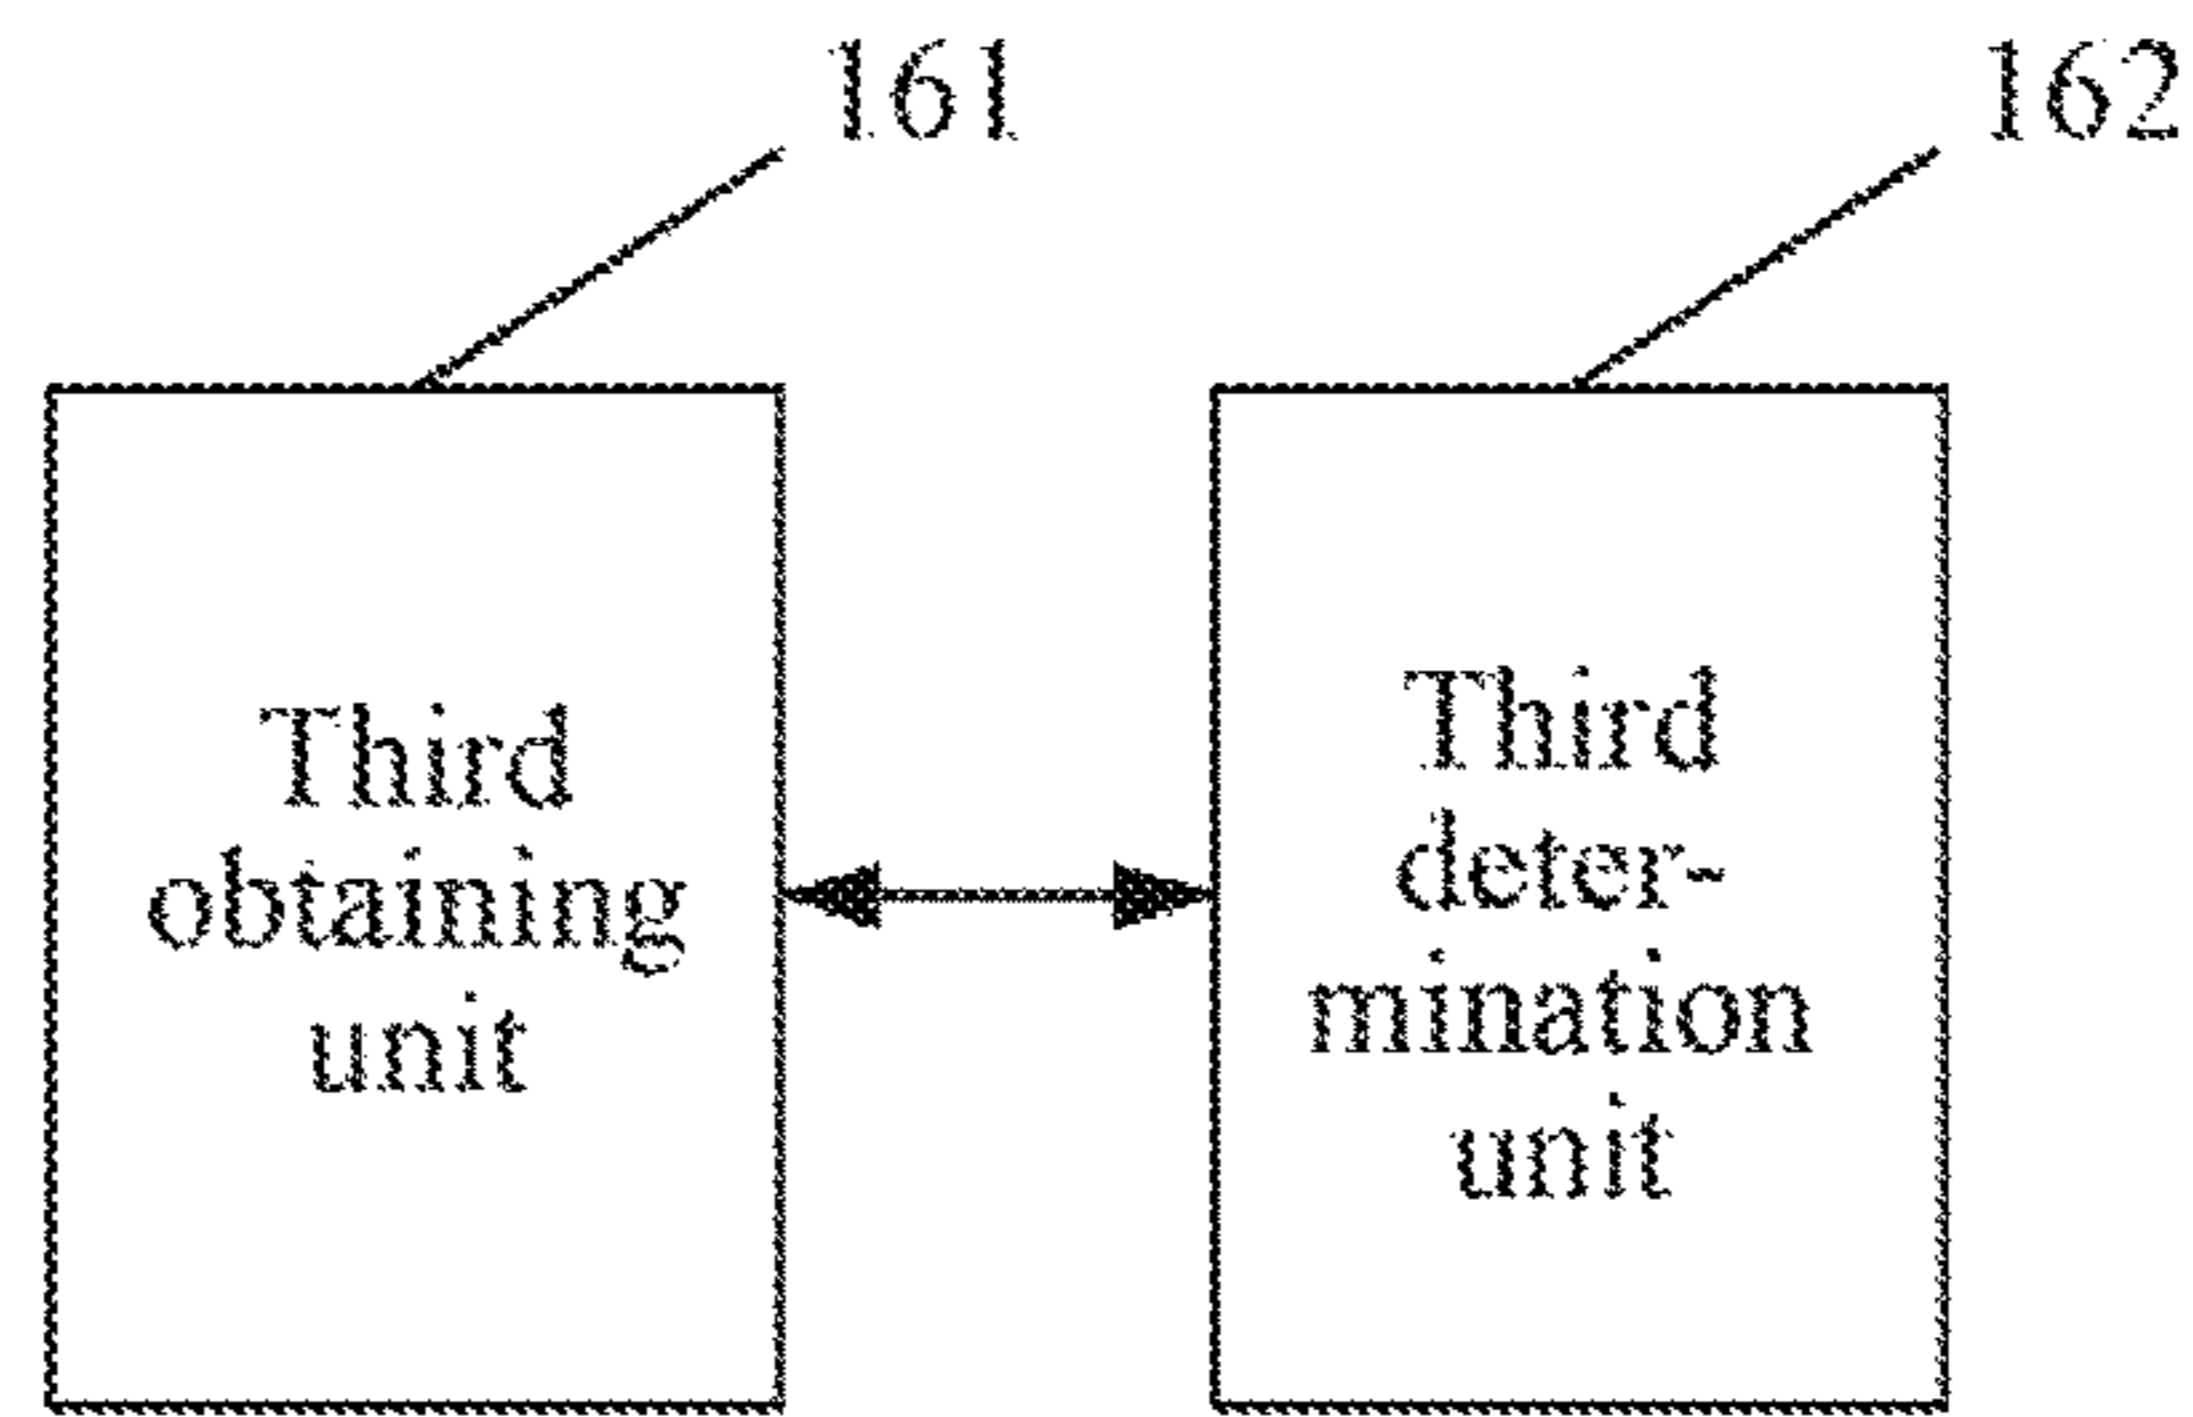 161
162
Third
obtaining
unit
Third
deter-
mination
unit